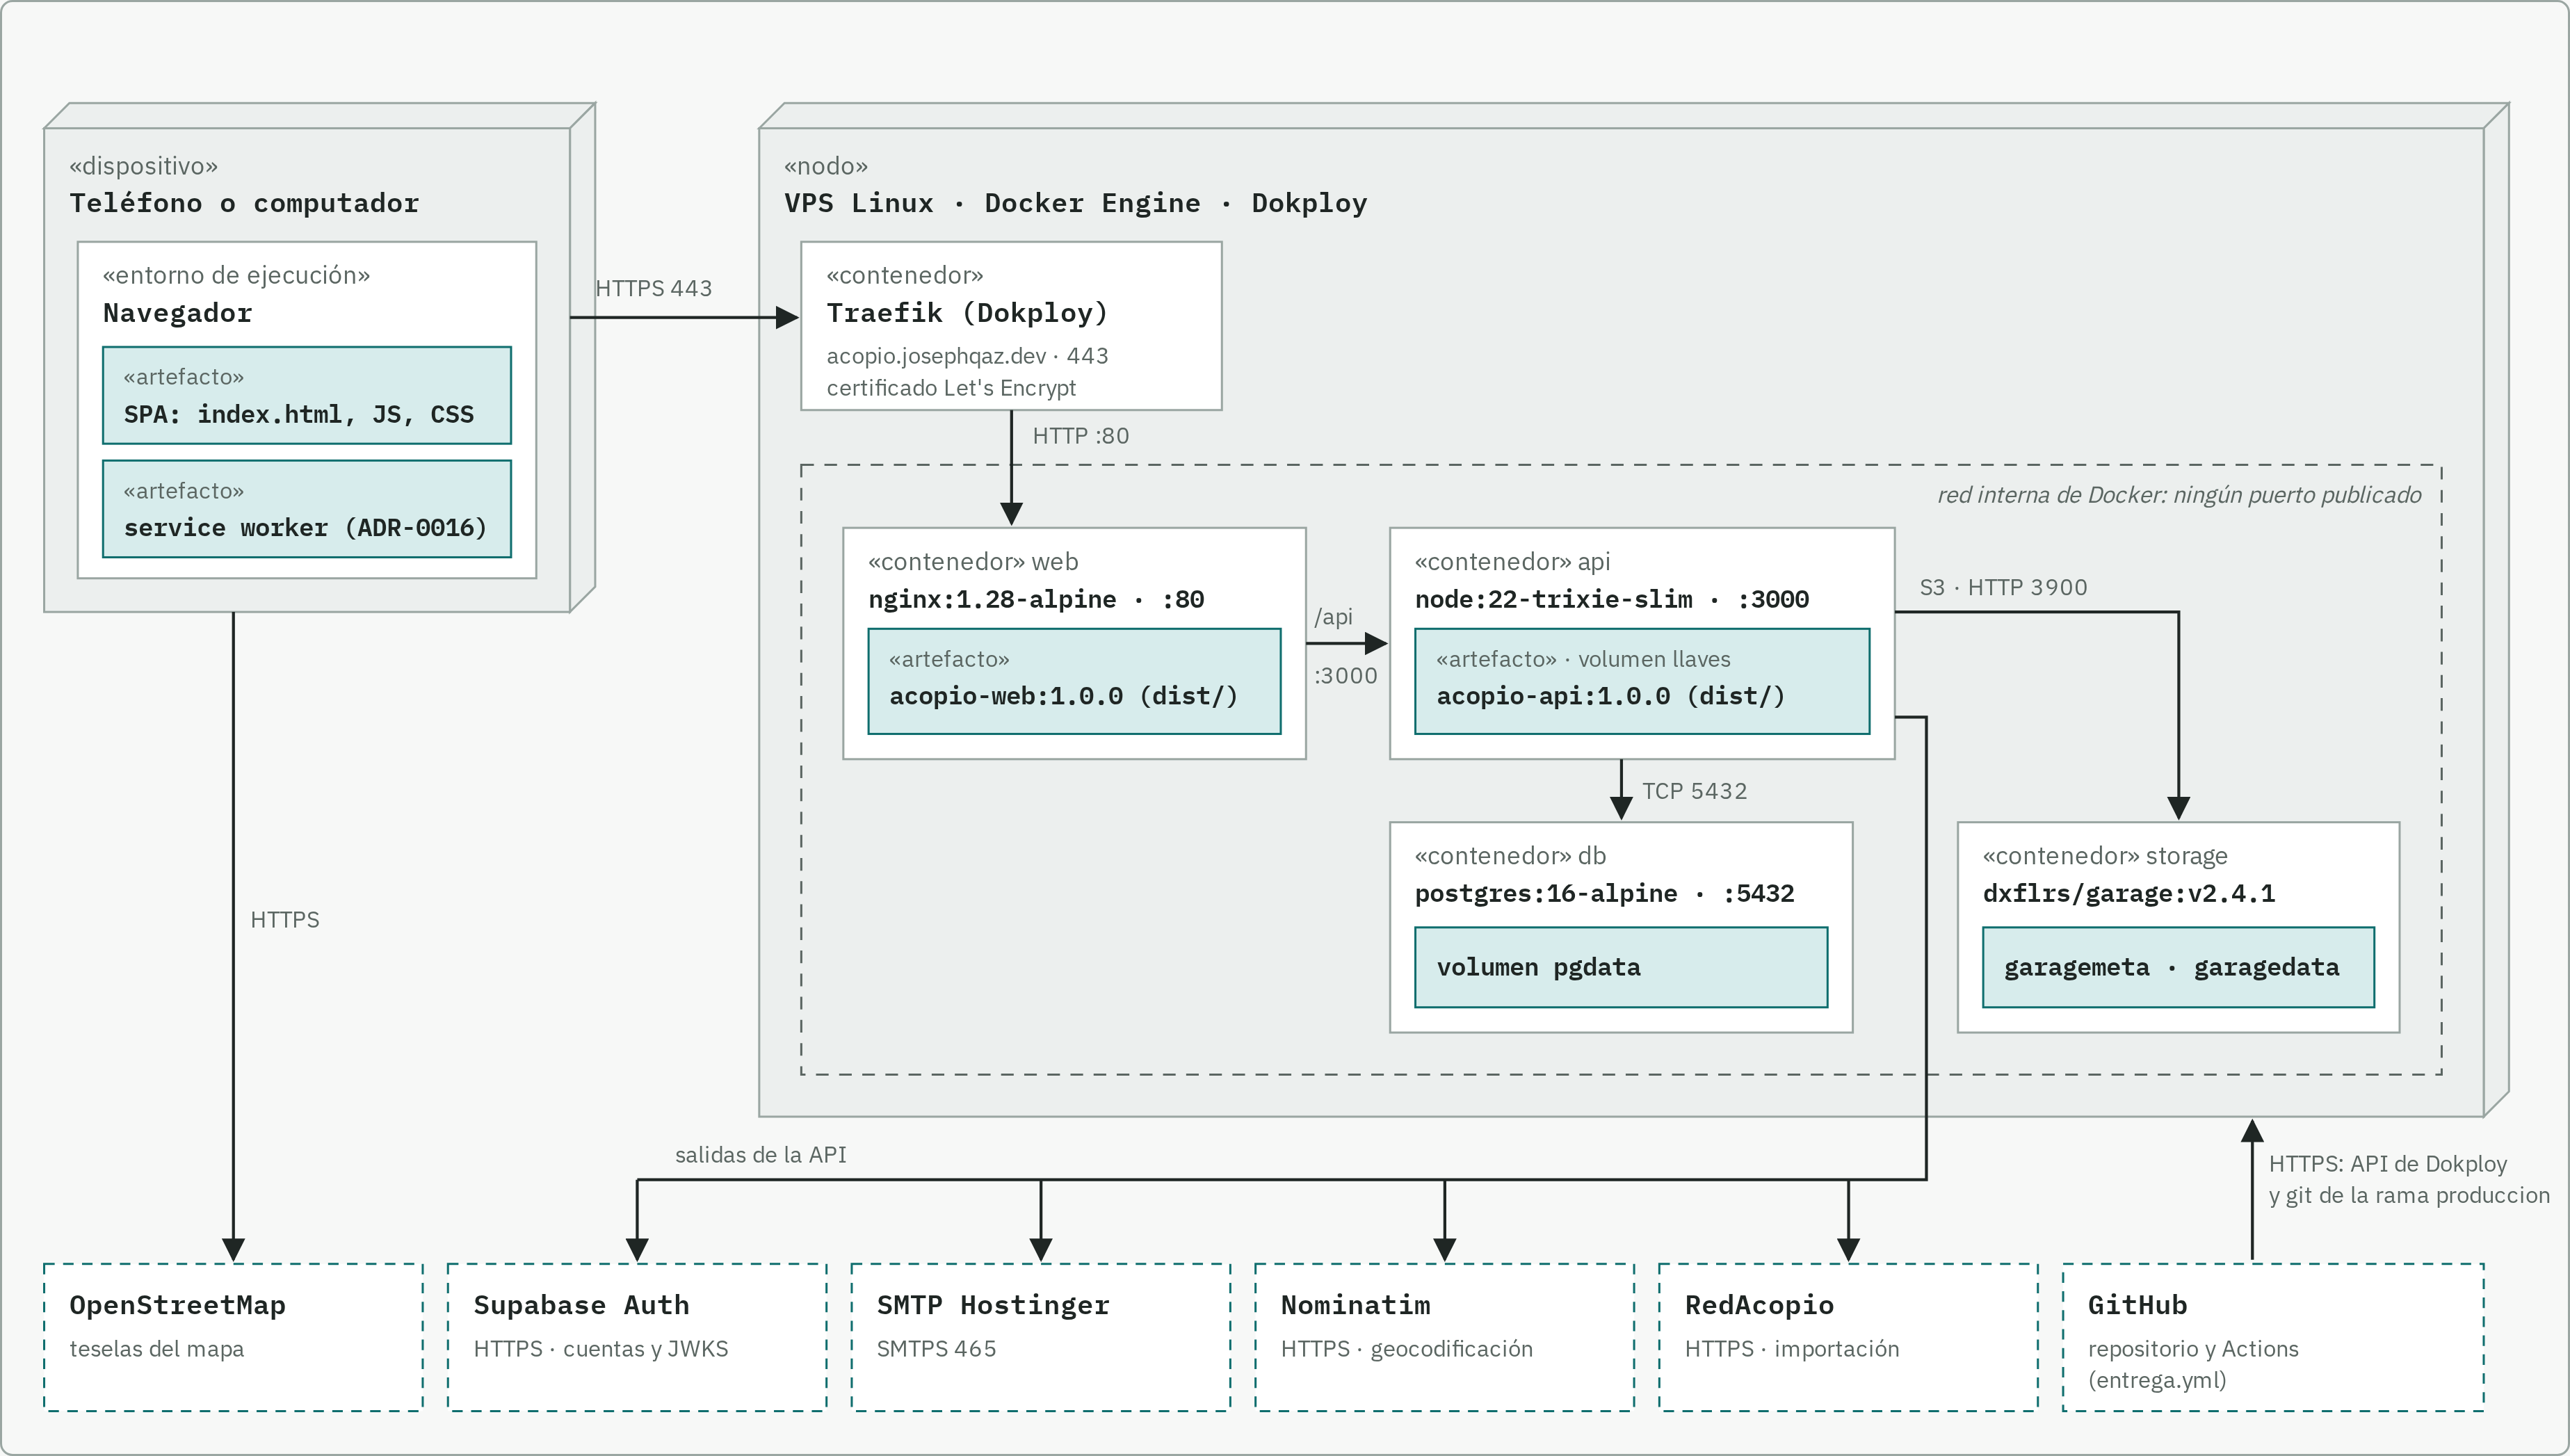 «dispositivo»
Teléfono o computador
«entorno de ejecución»
Navegador
«artefacto»
SPA: index.html, JS, CSS
«artefacto»
service worker (ADR-0016)
HTTPS 443
«nodo»
VPS Linux · Docker Engine · Dokploy
«contenedor»
Traefik (Dokploy)
acopio.josephqaz.dev · 443
certificado Let's Encrypt
HTTP :80
red interna de Docker: ningún puerto publicado
«contenedor» web
nginx:1.28-alpine · :80
«artefacto»
acopio-web:1.0.0 (dist/)
/api
:3000
«contenedor» api
node:22-trixie-slim · :3000
«artefacto» · volumen llaves
acopio-api:1.0.0 (dist/)
S3 · HTTP 3900
TCP 5432
«contenedor» db
postgres:16-alpine · :5432
volumen pgdata
«contenedor» storage
dxflrs/garage:v2.4.1
garagemeta · garagedata
HTTPS
salidas de la API
HTTPS: API de Dokploy
y git de la rama produccion
OpenStreetMap
teselas del mapa
Supabase Auth
HTTPS · cuentas y JWKS
SMTP Hostinger
SMTPS 465
Nominatim
HTTPS · geocodificación
RedAcopio
HTTPS · importación
GitHub
repositorio y Actions
(entrega.yml)